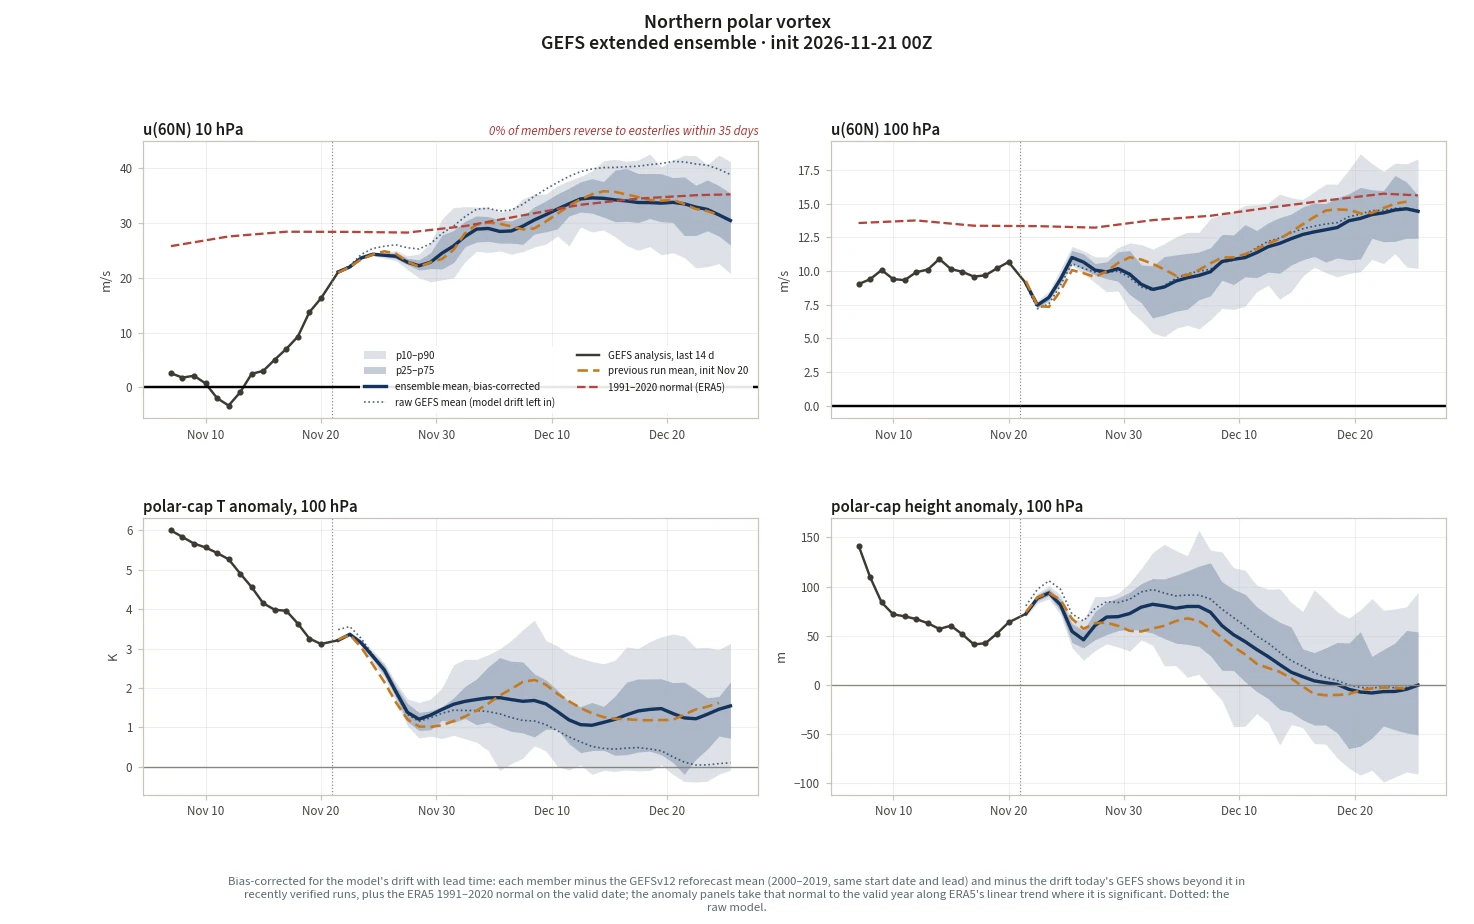 Northern polar vortex
GEFS extended ensemble · init 2026-11-21 00Z
u(60N) 10 hPa
0% of members reverse to easterlies within 35 days
m/s
40
30
20
10
0
p10–p90
p25–p75
ensemble mean, bias-corrected
raw GEFS mean (model drift left in)
GEFS analysis, last 14 d
previous run mean, init Nov 20
1991–2020 normal (ERA5)
Nov 10
Nov 20
Nov 30
Dec 10
Dec 20
u(60N) 100 hPa
m/s
17.5
15.0
12.5
10.0
7.5
5.0
2.5
0.0
Nov 10
Nov 20
Nov 30
Dec 10
Dec 20
polar-cap T anomaly, 100 hPa
K
6
5
4
3
2
1
0
Nov 10
Nov 20
Nov 30
Dec 10
Dec 20
polar-cap height anomaly, 100 hPa
m
150
100
50
0
−50
−100
Nov 10
Nov 20
Nov 30
Dec 10
Dec 20
Bias-corrected for the model's drift with lead time: each member minus the GEFSv12 reforecast mean (2000–2019, same start date and lead) and minus the drift today's GEFS shows beyond it in
recently verified runs, plus the ERA5 1991–2020 normal on the valid date; the anomaly panels take that normal to the valid year along ERA5's linear trend where it is significant. Dotted: the
raw model.